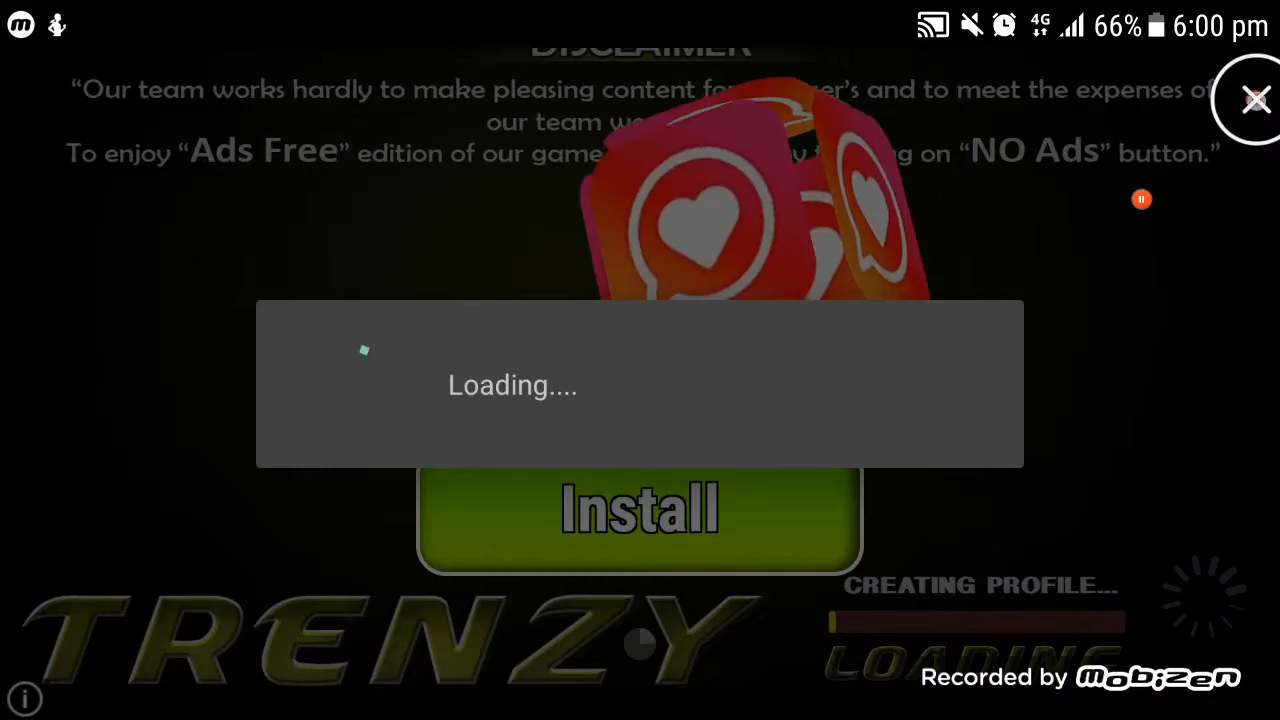 4G 66% 6:00 pm
DISCLAIMER
“Our team works hardly to make pleasing content fo er’s and to meet the expenses of
our team we
To enjoy “Ads Free” edition of our game y g on “NO Ads” button.”
Loading....
Install
CREATING PROFILE...
TRENZY
LOADING
Recorded by mobizen